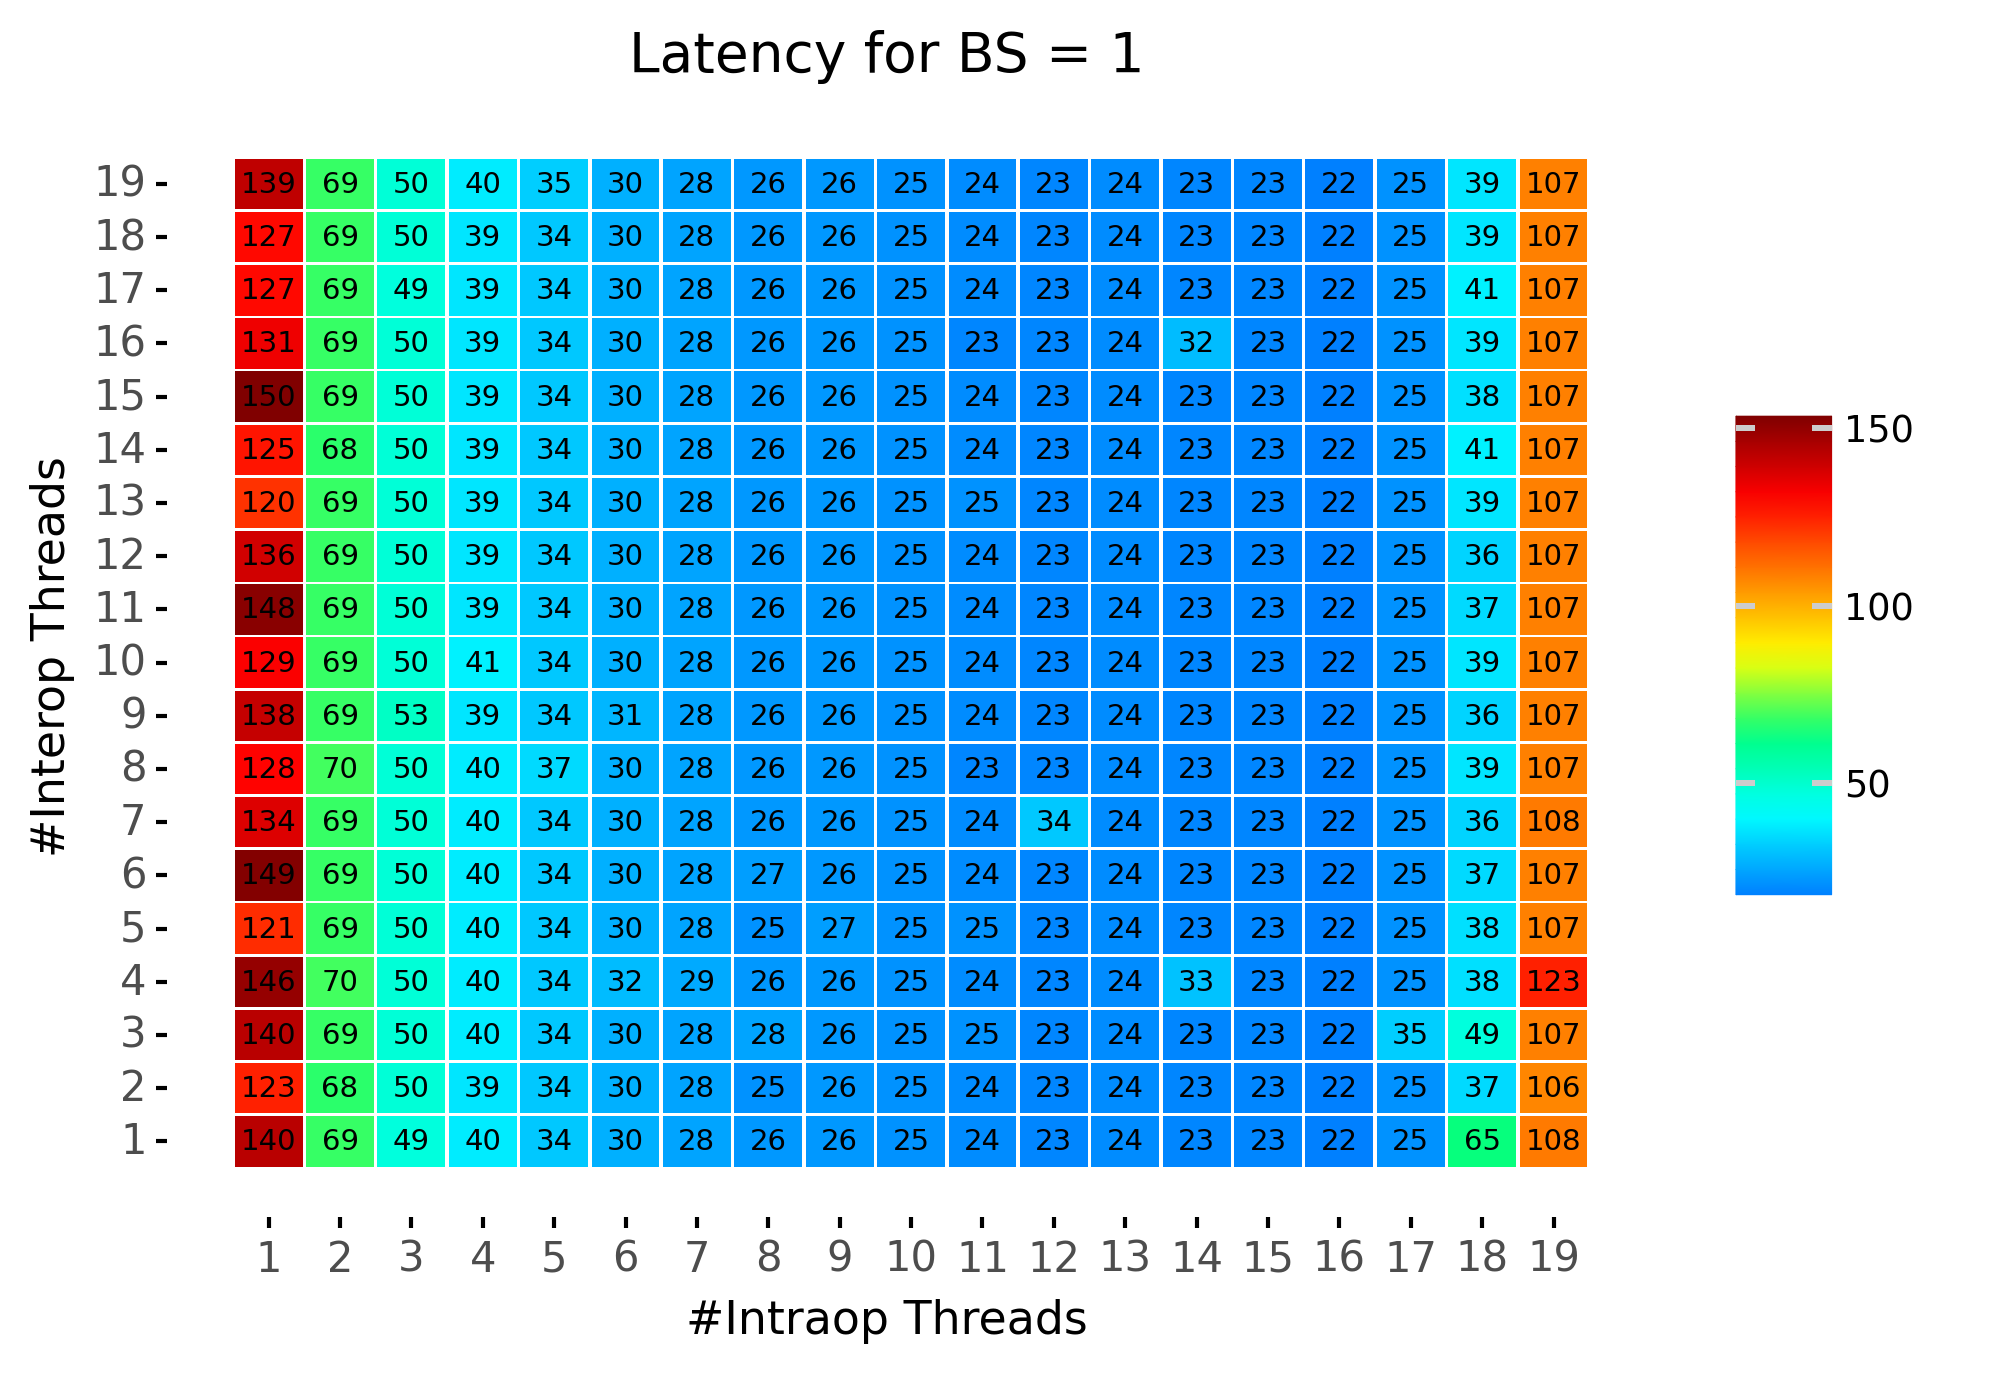 Latency for BS = 1
#Interop Threads
19 139 69 50 40 35 30 28 26 26 25 24 23 24 23 23 22 25 39 107
18 127 69 50 39 34 30 28 26 26 25 24 23 24 23 23 22 25 39 107
17 127 69 49 39 34 30 28 26 26 25 24 23 24 23 23 22 25 41 107
16 131 69 50 39 34 30 28 26 26 25 23 23 24 32 23 22 25 39 107
15 150 69 50 39 34 30 28 26 26 25 24 23 24 23 23 22 25 38 107
14 125 68 50 39 34 30 28 26 26 25 24 23 24 23 23 22 25 41 107
13 120 69 50 39 34 30 28 26 26 25 25 23 24 23 23 22 25 39 107
12 136 69 50 39 34 30 28 26 26 25 24 23 24 23 23 22 25 36 107
11 148 69 50 39 34 30 28 26 26 25 24 23 24 23 23 22 25 37 107
10 129 69 50 41 34 30 28 26 26 25 24 23 24 23 23 22 25 39 107
9 138 69 53 39 34 31 28 26 26 25 24 23 24 23 23 22 25 36 107
8 128 70 50 40 37 30 28 26 26 25 23 23 24 23 23 22 25 39 107
7 134 69 50 40 34 30 28 26 26 25 24 34 24 23 23 22 25 36 108
6 149 69 50 40 34 30 28 27 26 25 24 23 24 23 23 22 25 37 107
5 121 69 50 40 34 30 28 25 27 25 25 23 24 23 23 22 25 38 107
4 146 70 50 40 34 32 29 26 26 25 24 23 24 33 23 22 25 38 123
3 140 69 50 40 34 30 28 28 26 25 25 23 24 23 23 22 35 49 107
2 123 68 50 39 34 30 28 25 26 25 24 23 24 23 23 22 25 37 106
1 140 69 49 40 34 30 28 26 26 25 24 23 24 23 23 22 25 65 108
1 2 3 4 5 6 7 8 9 10 11 12 13 14 15 16 17 18 19
#Intraop Threads
150
100
50